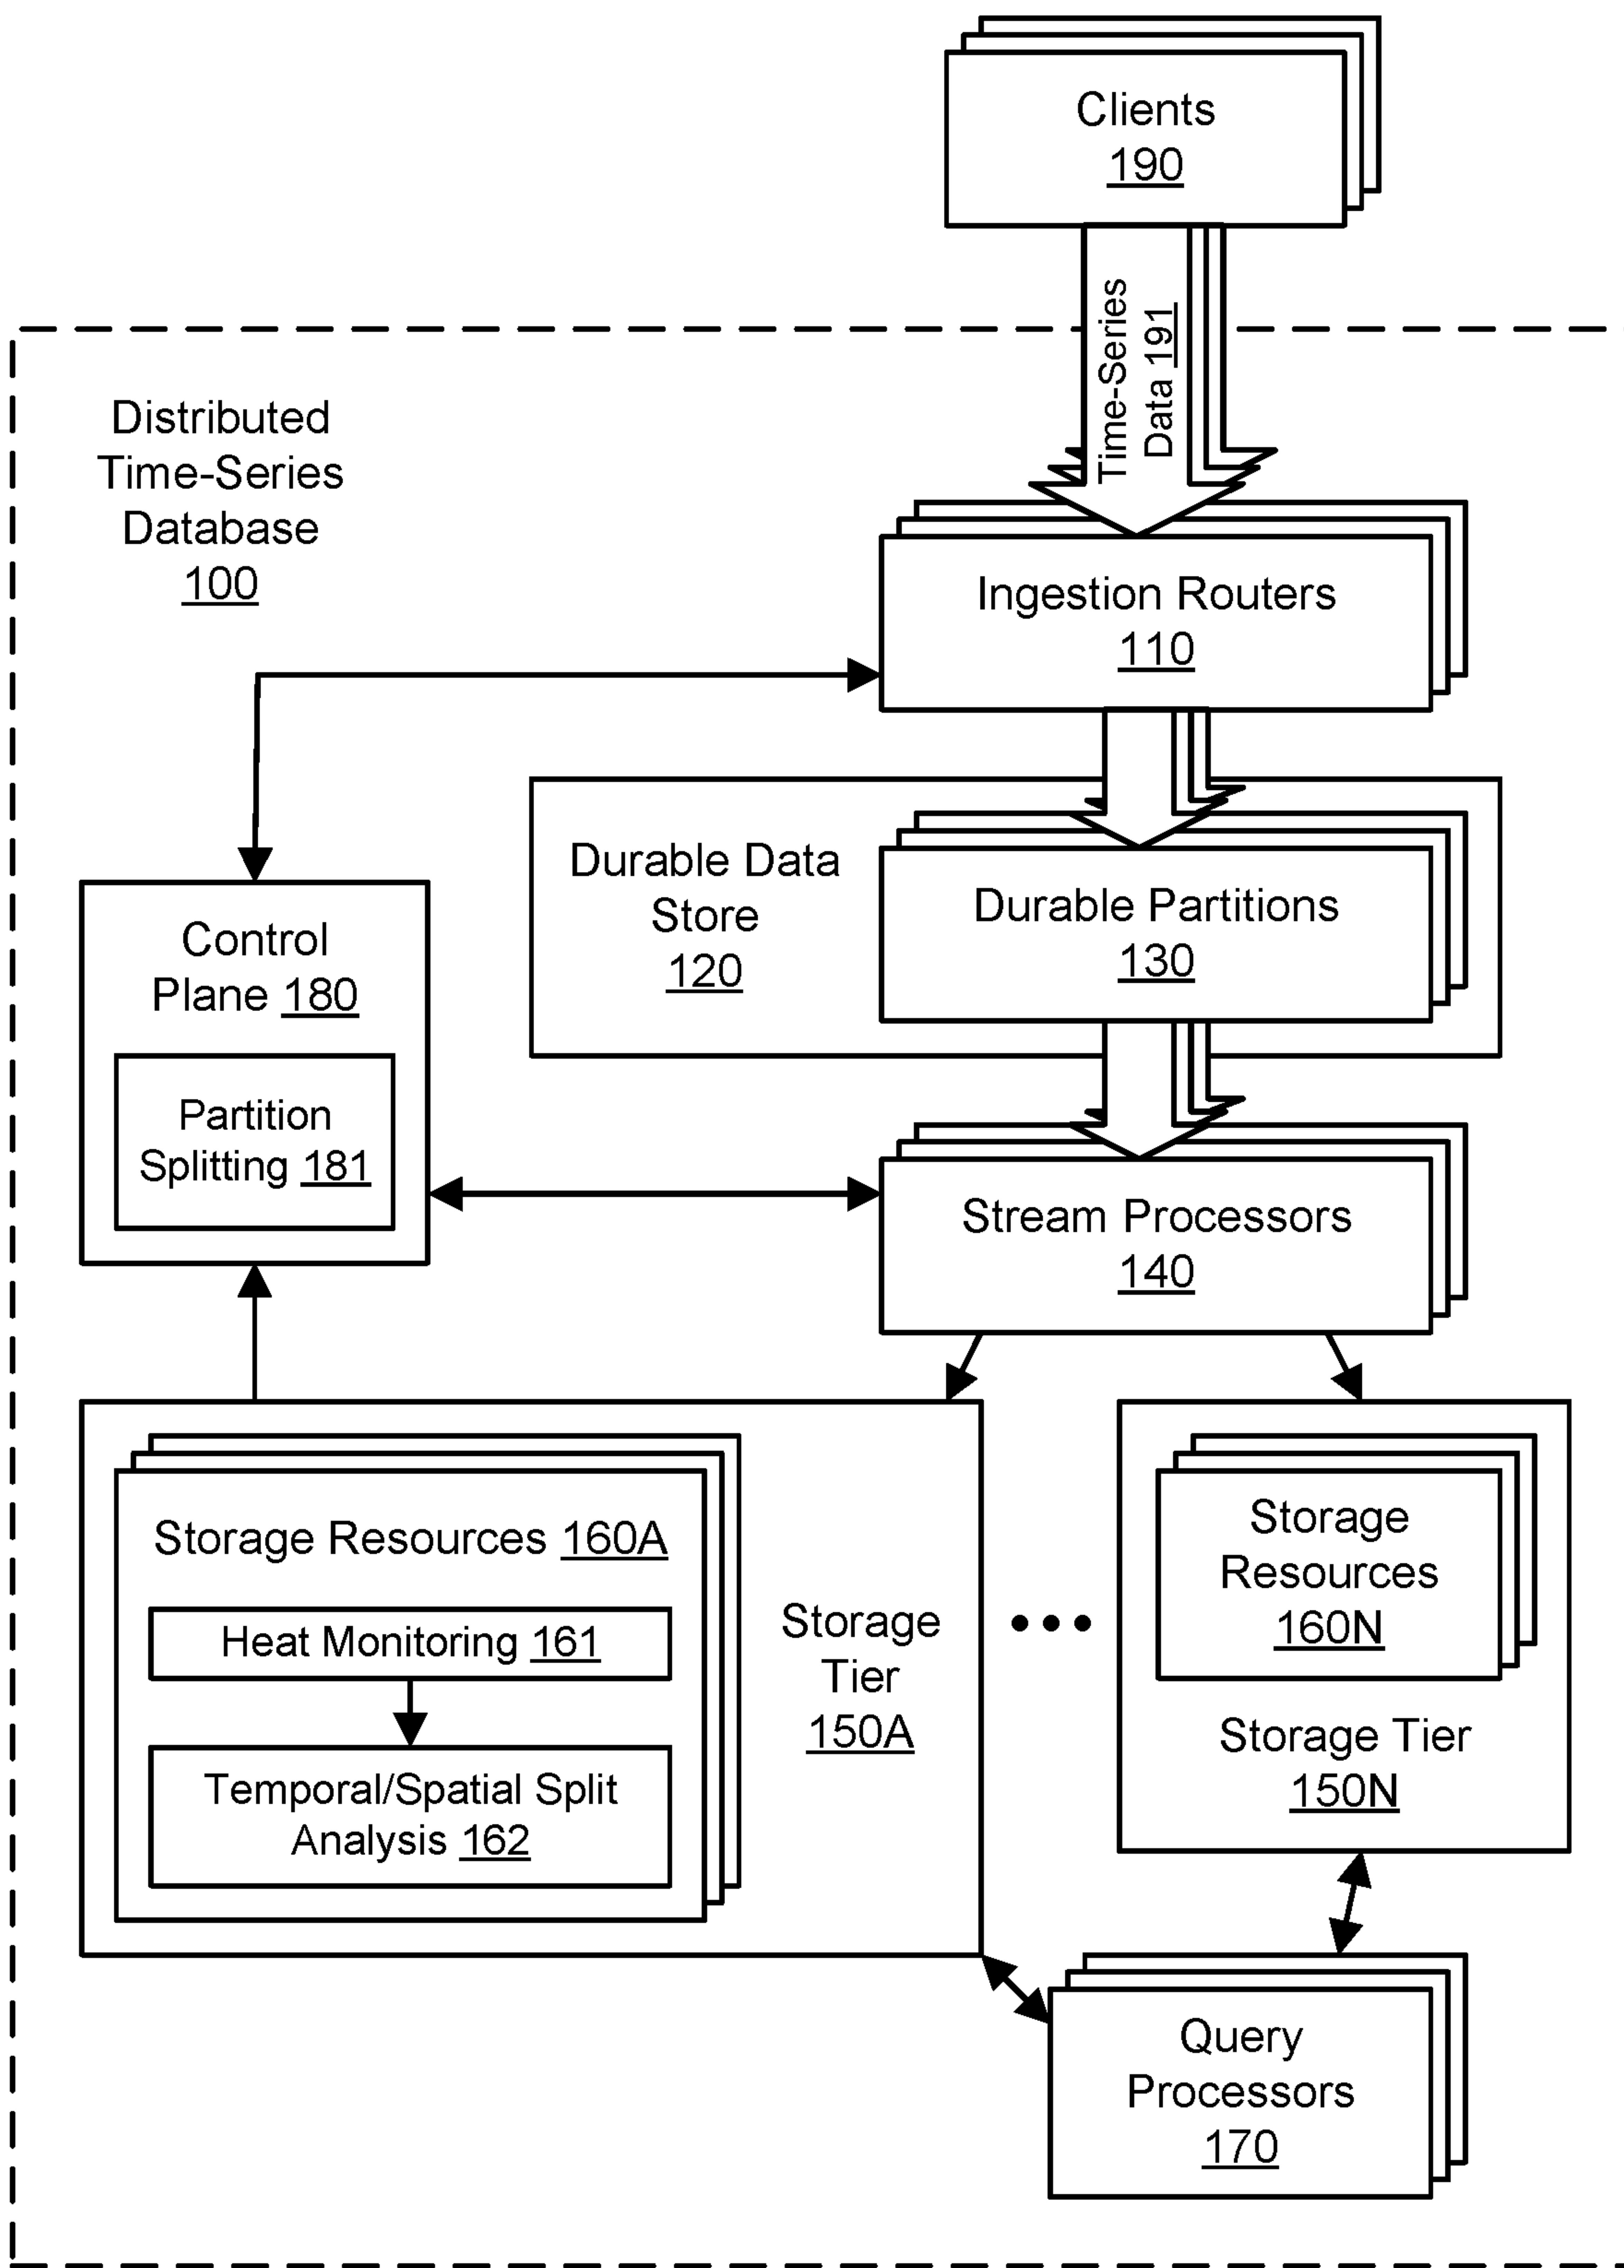 Clients
190
Time-Series
Data 191
Distributed
Time-Series
Database
100
Ingestion Routers
110
Durable Data
Store
120
Durable Partitions
130
Control
Plane 180
Partition
Splitting 181
Stream Processors
140
Storage Resources 160A
Heat Monitoring 161
Temporal/Spatial Split
Analysis 162
Storage
Tier
150A
Storage
Resources
160N
Storage Tier
150N
Query
Processors
170